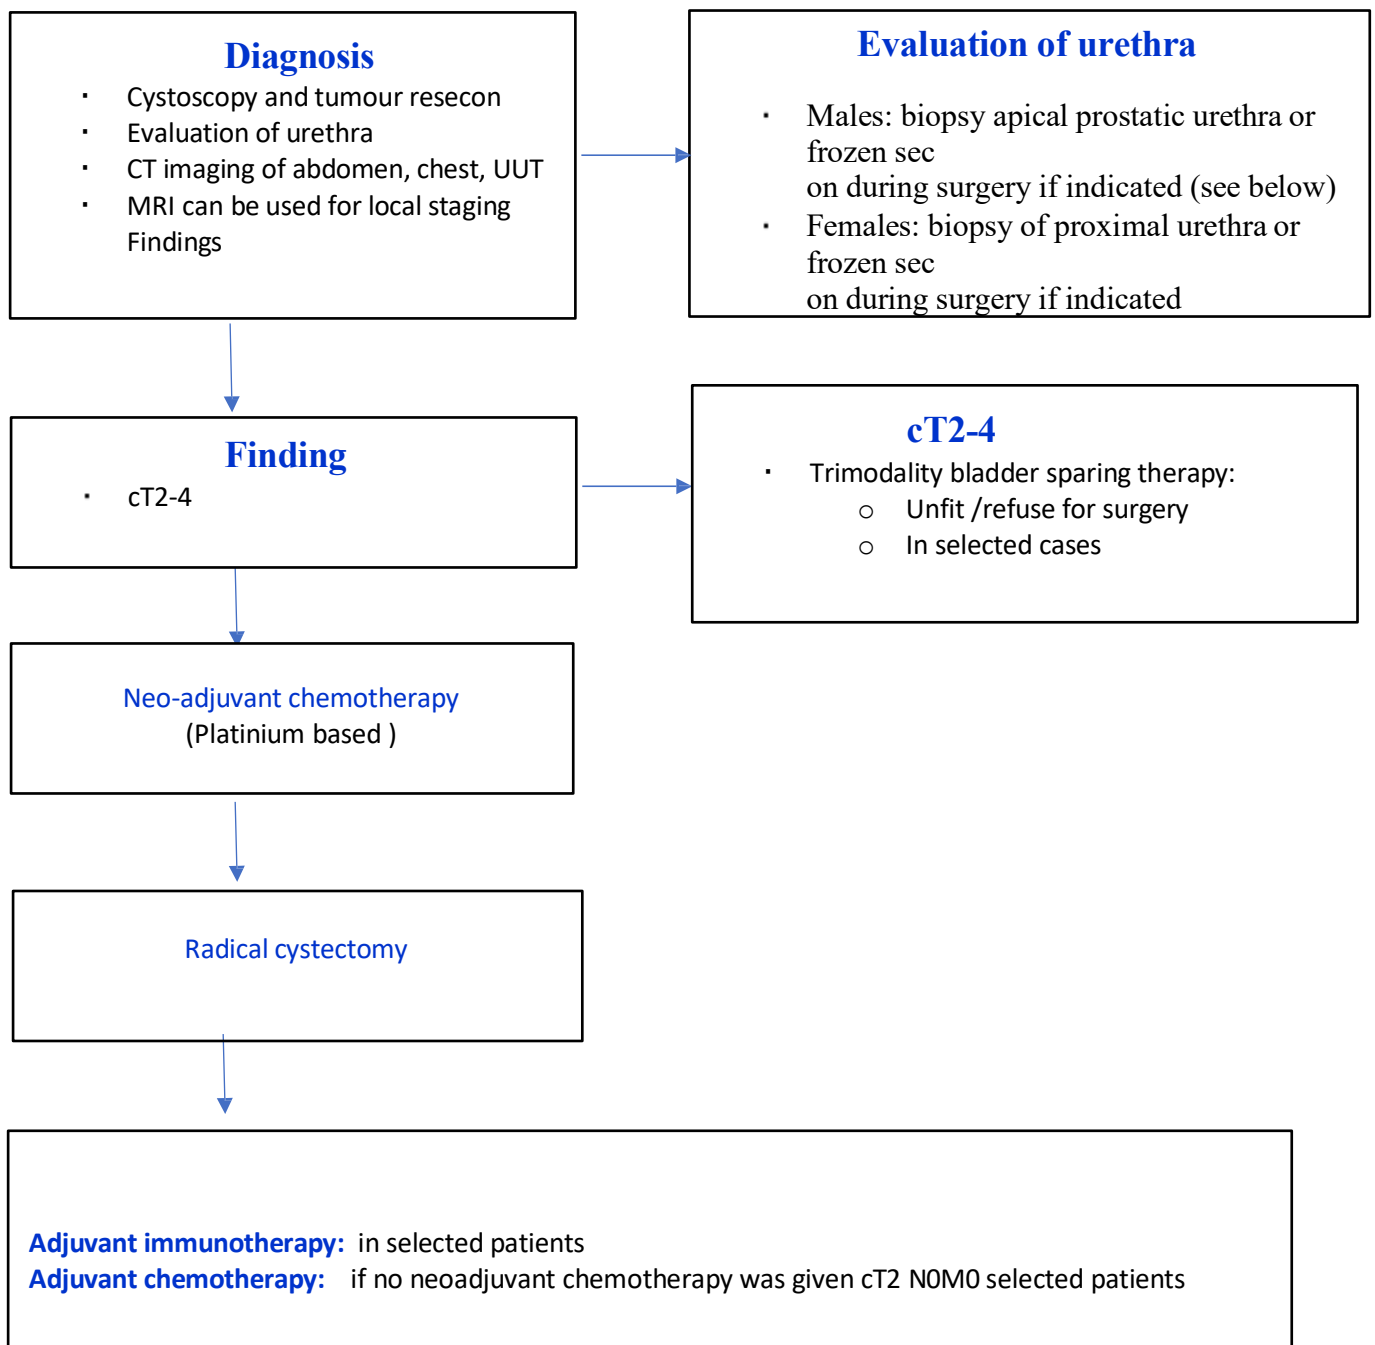 Diagnosis
· Cystoscopy and tumour resecon
· Evaluation of urethra
· CT imaging of abdomen, chest, UUT
· MRI can be used for local staging
Findings
Evaluation of urethra
· Males: biopsy apical prostatic urethra or
frozen sec
on during surgery if indicated (see below)
· Females: biopsy of proximal urethra or
frozen sec
on during surgery if indicated
Finding
· cT2-4
cT2-4
· Trimodality bladder sparing therapy:
o Unfit /refuse for surgery
o In selected cases
Neo-adjuvant chemotherapy
(Platinium based )
Radical cystectomy
Adjuvant immunotherapy: in selected patients
Adjuvant chemotherapy: if no neoadjuvant chemotherapy was given cT2 N0M0 selected patients